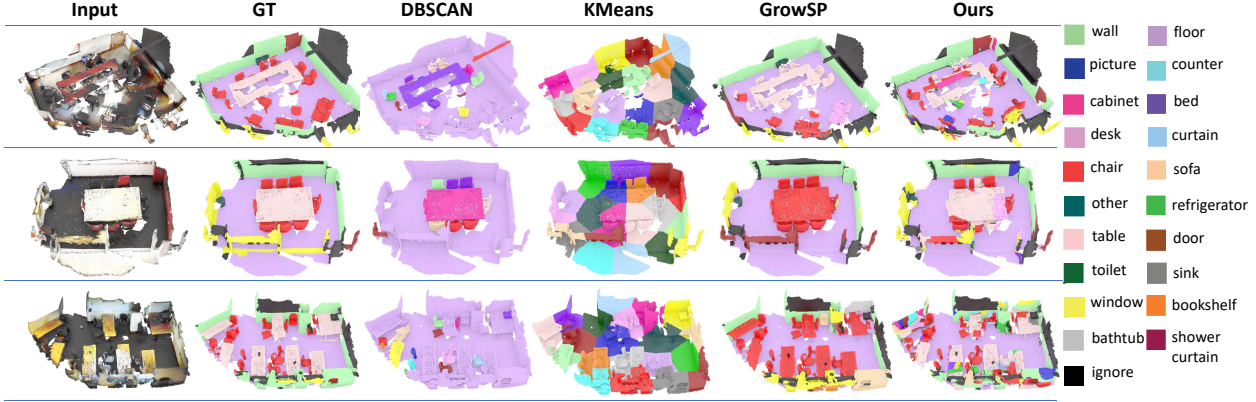 Input GT DBSCAN KMeans GrowSP Ours
wall floor
picture counter
cabinet bed
desk curtain
chair sofa
other refrigerator
table door
toilet sink
window bookshelf
bathtub shower
curtain
ignore